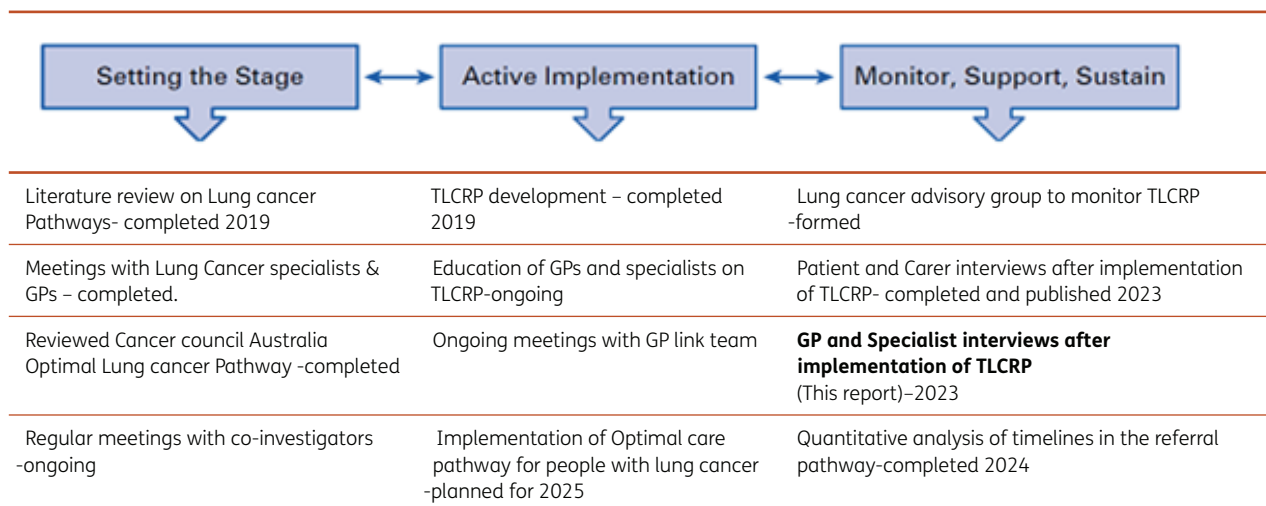 Setting the Stage
Active Implementation
Monitor, Support, Sustain
Literature review on Lung cancer
Pathways- completed 2019
TLCRP development – completed
2019
Lung cancer advisory group to monitor TLCRP
-formed
Meetings with Lung Cancer specialists &
GPs – completed.
Education of GPs and specialists on
TLCRP-ongoing
Patient and Carer interviews after implementation
of TLCRP- completed and published 2023
Reviewed Cancer council Australia
Optimal Lung cancer Pathway -completed
Ongoing meetings with GP link team
GP and Specialist interviews after
implementation of TLCRP
(This report)–2023
Regular meetings with co-investigators
-ongoing
Implementation of Optimal care
pathway for people with lung cancer
-planned for 2025
Quantitative analysis of timelines in the referral
pathway-completed 2024